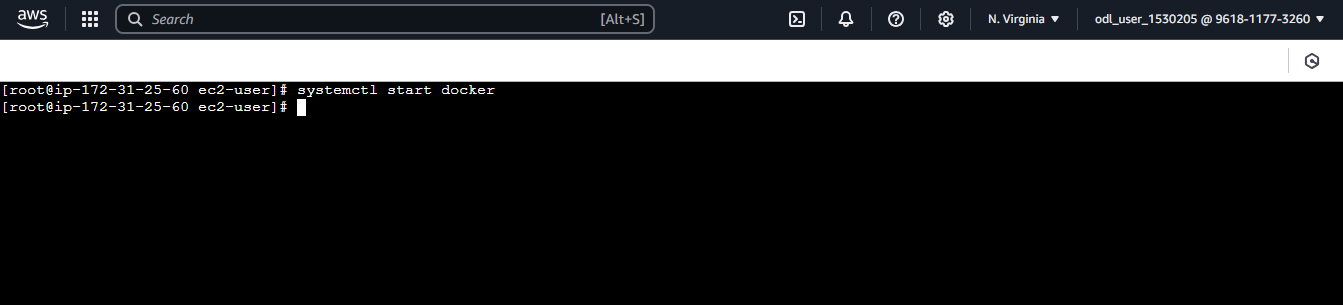 aws
Search
[Alt+S]
N. Virginia
odl_user_1530205 @ 9618-1177-3260
[root@ip-172-31-25-60 ec2-user]# systemctl start docker
[root@ip-172-31-25-60 ec2-user]#